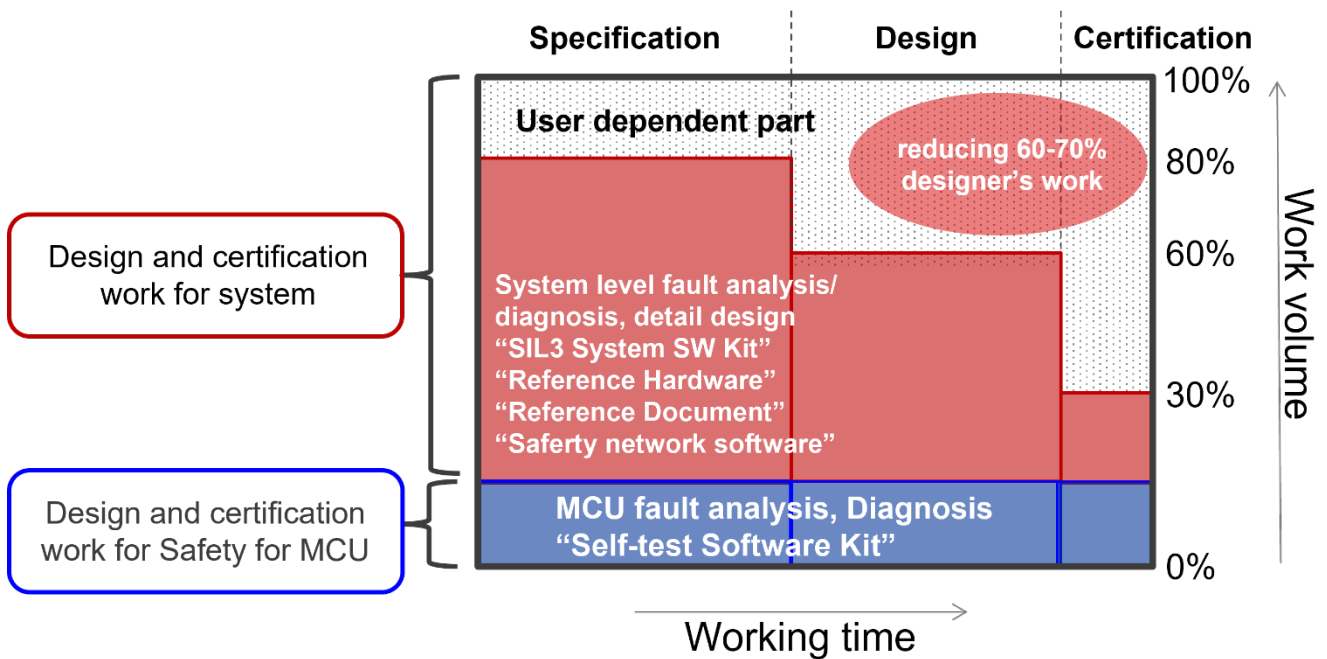 Specification
Design
Certification
100%
User dependent part
reducing 60-70%
designer's work
80%
Design and certification
work for system
60%
System level fault analysis/
diagnosis, detail design
“SIL3 System SW Kit”
“Reference Hardware”
“Reference Document”
“Saferty network software”
30%
Work volume
Design and certification
work for Safety for MCU
MCU fault analysis, Diagnosis
“Self-test Software Kit”
0%
Working time